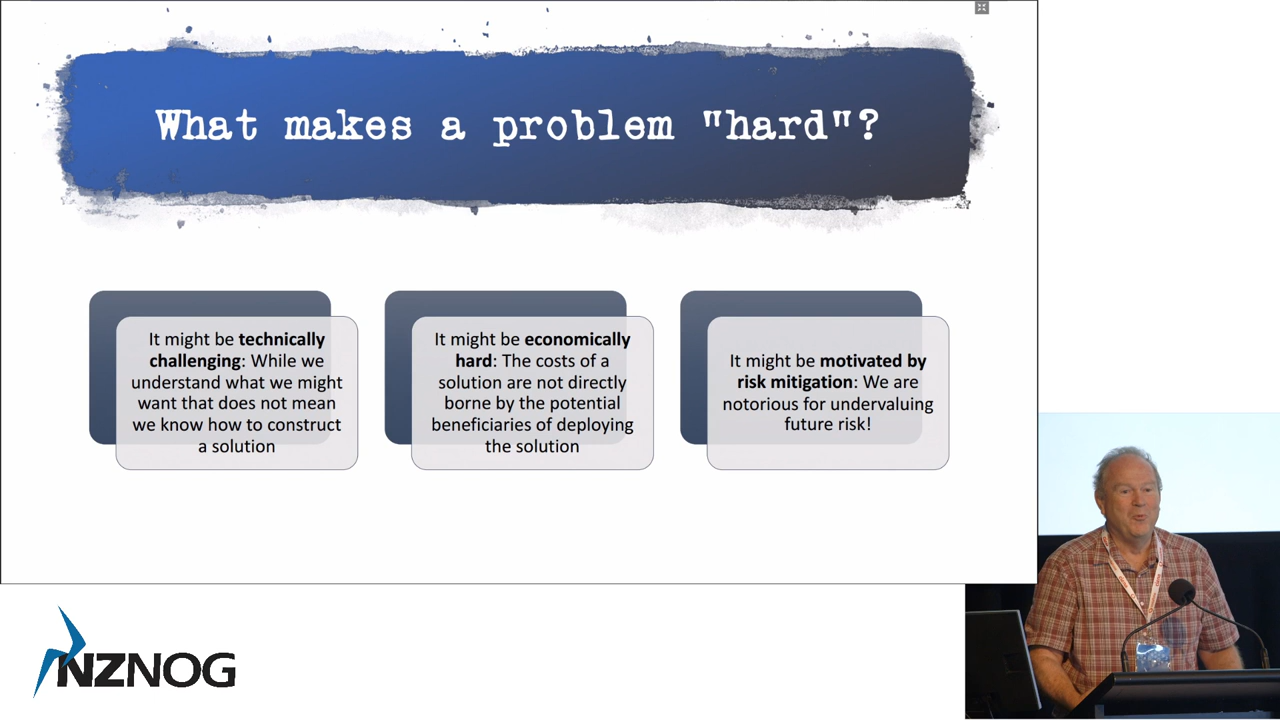 What makes a problem "hard"?
It might be technically
challenging: While we
understand what we might
want that does not mean
we know how to construct
a solution
It might be economically
hard: The costs of a
solution are not directly
borne by the potential
beneficiaries of deploying
the solution
It might be motivated by
risk mitigation: We are
notorious for undervaluing
future risk!
NZNOG